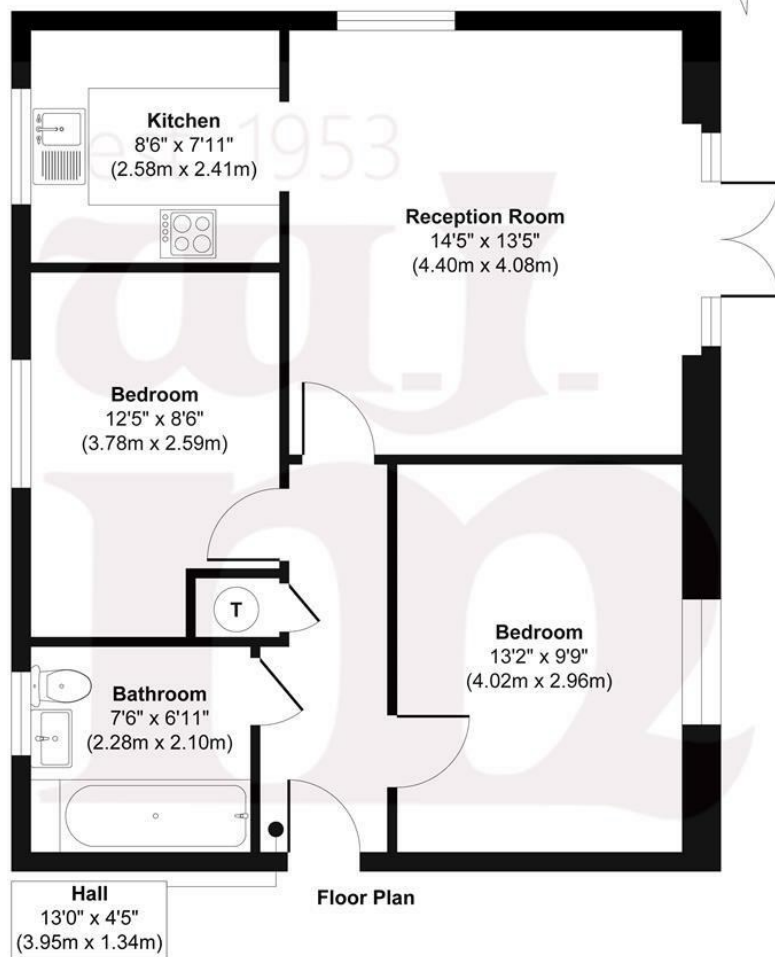 Kitchen
8'6" x 7'11"
(2.58m x 2.41m)
est 1953
Reception Room
14'5" x 13'5"
(4.40m x 4.08m)
w.j.
Bedroom
12'5" x 8'6"
(3.78m x 2.59m)
m
T
Bedroom
13'2" x 9'9"
(4.02m x 2.96m)
Bathroom
7'6" x 6'11"
(2.28m x 2.10m)
Hall
13'0" x 4'5"
(3.95m x 1.34m)
Floor Plan